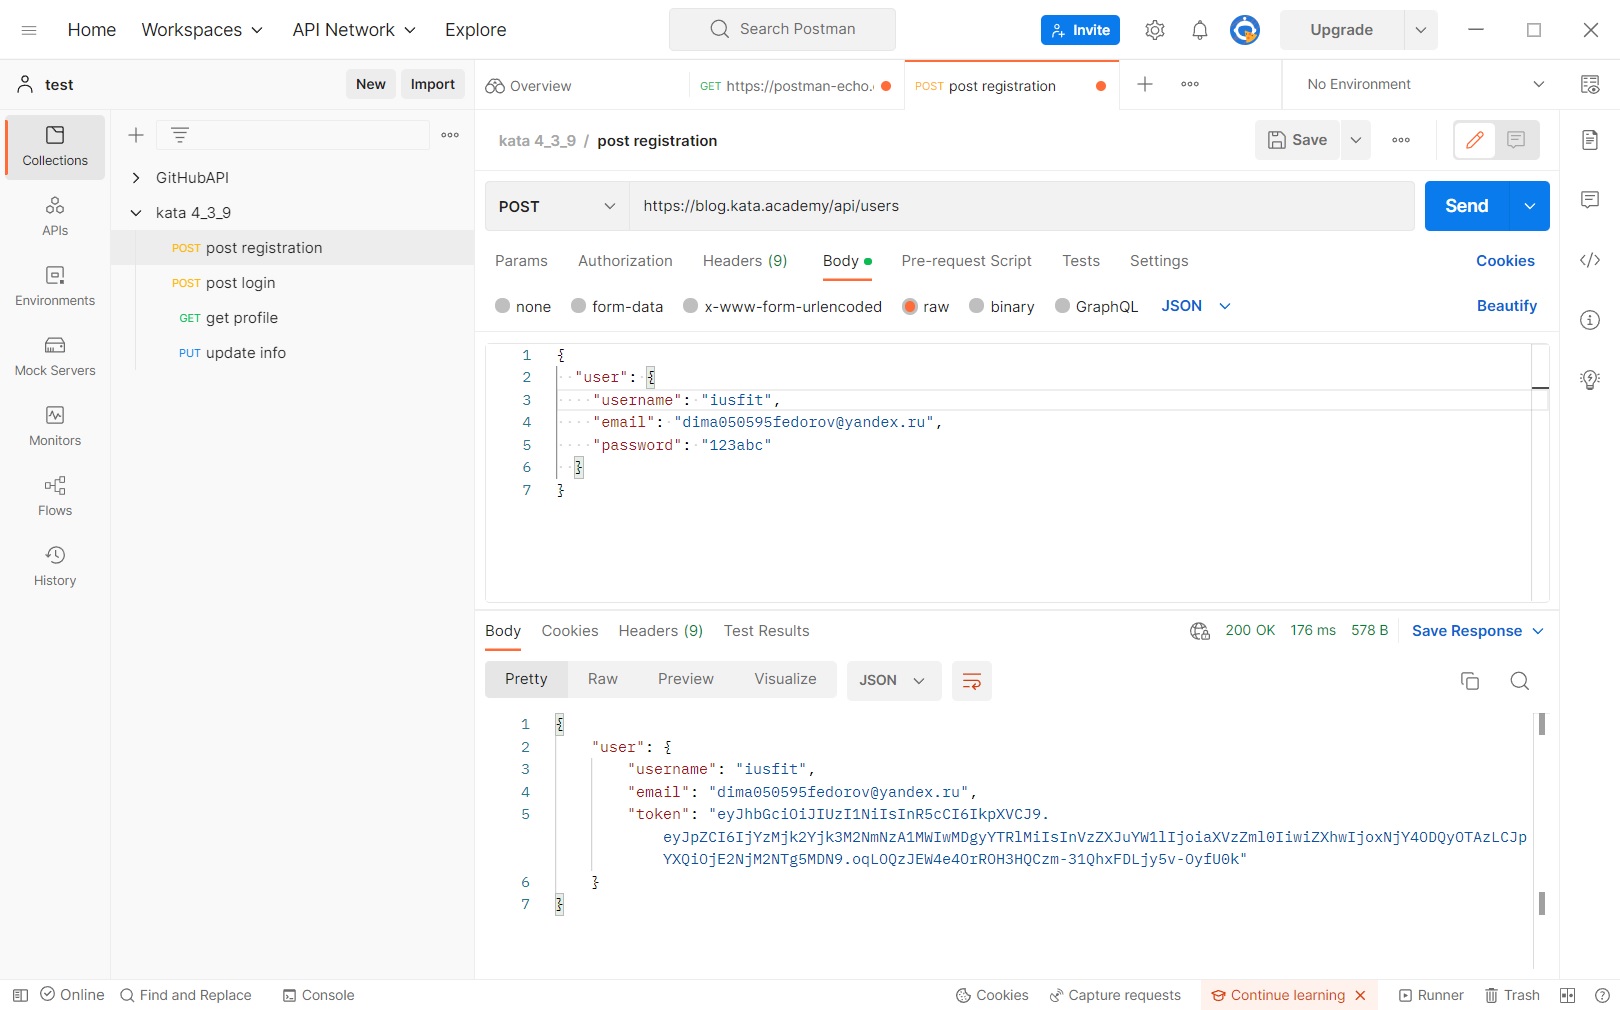 Home Workspaces API Network Explore Search Postman Invite Upgrade
test New Import Overview GET https://postman-echo. POST post registration No Environment
Collections
APIs
Environments
Mock Servers
Monitors
Flows
History
GitHubAPI
kata 4_3_9
POST post registration
POST post login
GET get profile
PUT update info
kata 4_3_9 / post registration Save
POST https://blog.kata.academy/api/users Send
Params Authorization Headers (9) Body Pre-request Script Tests Settings Cookies
none form-data x-www-form-urlencoded raw binary GraphQL JSON Beautify
1 {
2 "user": {
3 "username": "iusfit",
4 "email": "dima050595fedorov@yandex.ru",
5 "password": "123abc"
6 }
7 }
Body Cookies Headers (9) Test Results 200 OK 176 ms 578 B Save Response
Pretty Raw Preview Visualize JSON
1 {
2 "user": {
3 "username": "iusfit",
4 "email": "dima050595fedorov@yandex.ru",
5 "token": "eyJhbGciOiJIUzI1NiIsInR5cCI6IkpXVCJ9.
eyJpZCI6IjYzMjk2Yjk3M2NmNzA1MWIwMDgyYTRlMiIsInVzZXJuYW1lIjoiaXVzZml0IiwiZXhwIjoxNjY4ODQyOTAzLCJp
YXQiOjE2NjM2NTg5MDN9.oqLOQzJEW4e4OrROH3HQCzm-31QhxFDLjy5v-OyfU0k"
6 }
7 }
Online Find and Replace Console Cookies Capture requests Continue learning Runner Trash